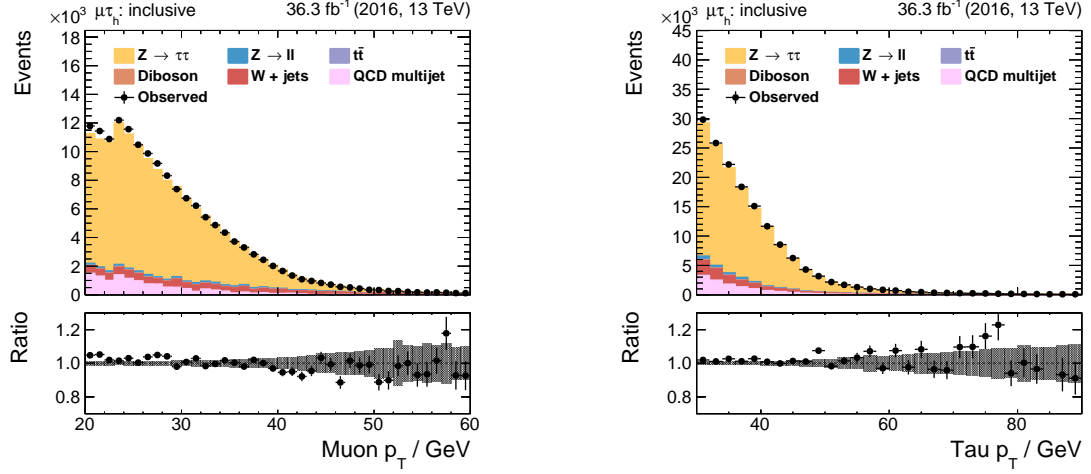 ×10³ μτₕ: inclusive 36.3 fb⁻¹ (2016, 13 TeV)
Events
18
16
14
12
10
8
6
4
2
0
Z → ττ Z → ll tt̄
Diboson W + jets QCD multijet
Observed
Ratio
1.2
1.0
0.8
20 30 40 50 60
Muon p_T / GeV
×10³ μτₕ: inclusive 36.3 fb⁻¹ (2016, 13 TeV)
Events
45
40
35
30
25
20
15
10
5
0
Z → ττ Z → ll tt̄
Diboson W + jets QCD multijet
Observed
Ratio
1.2
1.0
0.8
40 60 80
Tau p_T / GeV